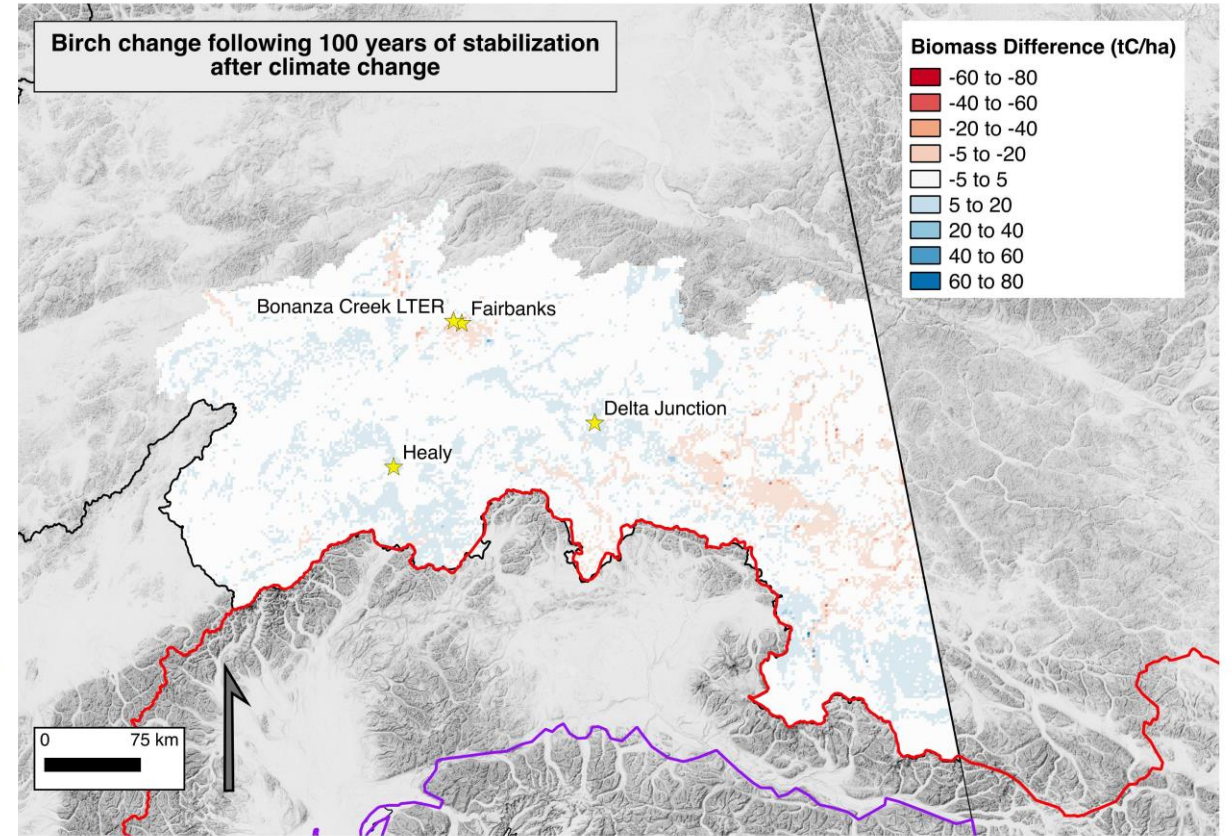 Birch change following 100 years of stabilization
after climate change
Biomass Difference (tC/ha)
-60 to -80
-40 to -60
-20 to -40
-5 to -20
-5 to 5
5 to 20
20 to 40
40 to 60
60 to 80
Bonanza Creek LTER
Fairbanks
Delta Junction
Healy
0 75 km